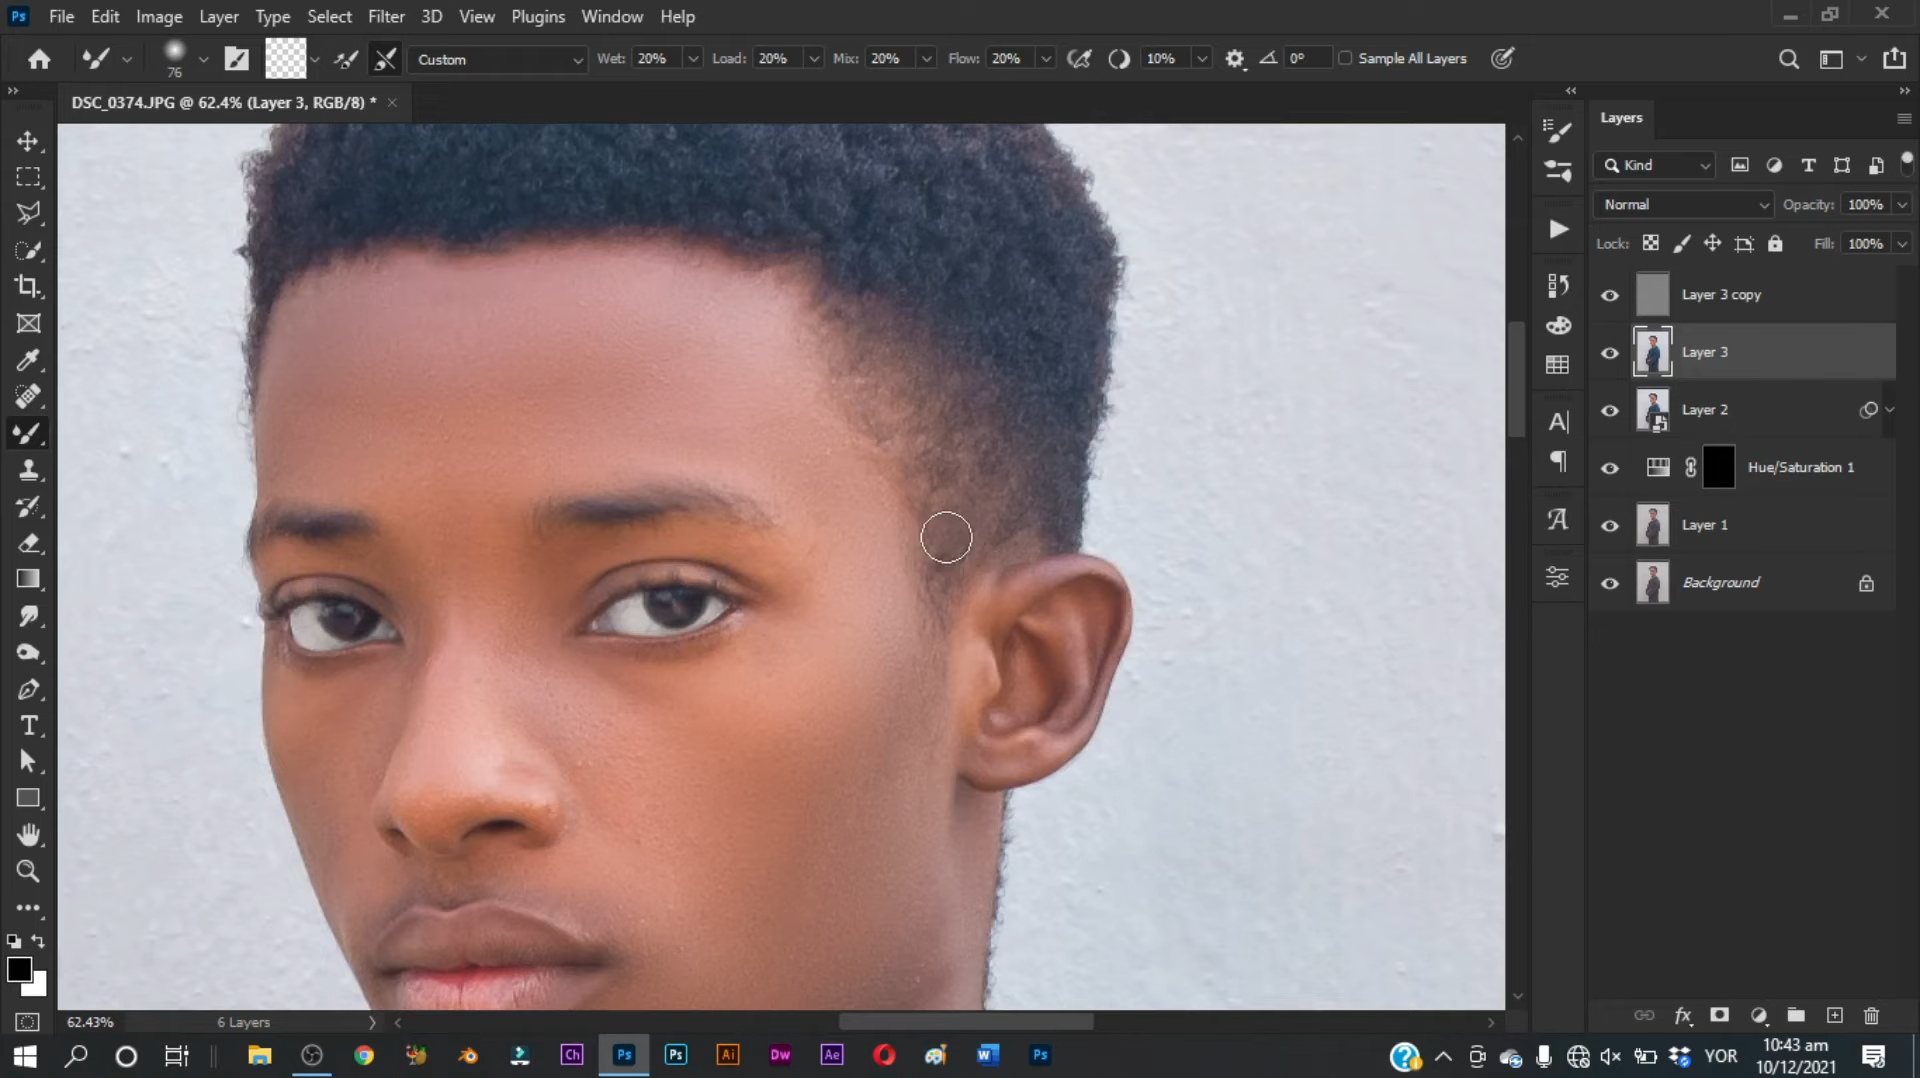 Ps File Edit Image Layer Type Select Filter 3D View Plugins Window Help
76 Custom Wet: 20% Load: 20% Mix: 20% Flow: 20% 10% 0° Sample All Layers
DSC_0374.JPG @ 62.4% (Layer 3, RGB/8) *
Layers
Kind
Normal Opacity: 100%
Lock: Fill: 100%
Layer 3 copy
Layer 3
Layer 2
Hue/Saturation 1
Layer 1
Background
62.43% 6 Layers
Ch Ps Ps Ai Dw Ae Ps YOR
10:43 am
10/12/2021